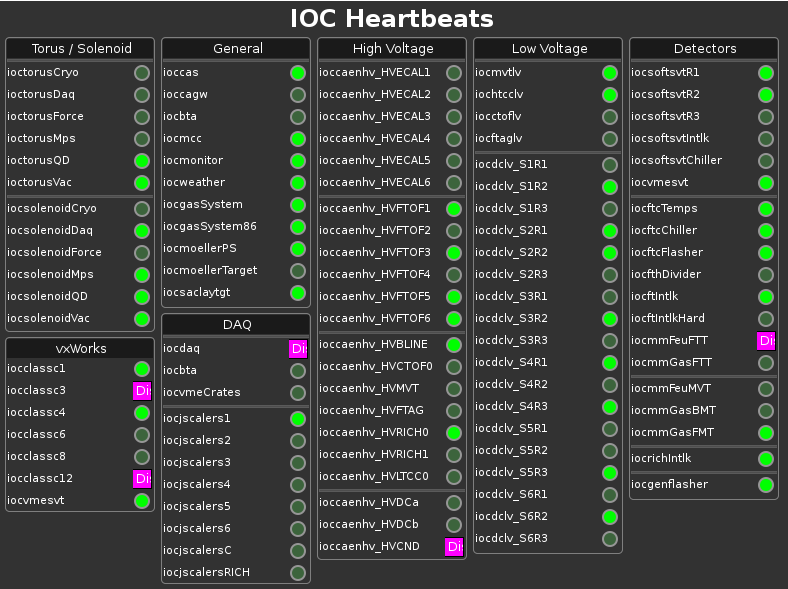 IOC Heartbeats
Torus / Solenoid
ioctorusCryo
ioctorusDaq
ioctorusForce
ioctorusMps
ioctorusQD
ioctorusVac
iocsolenoidCryo
iocsolenoidDaq
iocsolenoidForce
iocsolenoidMps
iocsolenoidQD
iocsolenoidVac
vxWorks
iocclassc1
iocclassc3 Di
iocclassc4
iocclassc6
iocclassc8
iocclassc12 Di
iocvmesvt
General
ioccas
ioccagw
iocbta
iocmcc
iocmonitor
iocweather
iocgasSystem
iocgasSystem86
iocmoellerPS
iocmoellerTarget
iocsaclaytgt
DAQ
iocdaq Di
iocbta
iocvmeCrates
iocjscalers1
iocjscalers2
iocjscalers3
iocjscalers4
iocjscalers5
iocjscalers6
iocjscalersC
iocjscalersRICH
High Voltage
ioccaenhv_HVECAL1
ioccaenhv_HVECAL2
ioccaenhv_HVECAL3
ioccaenhv_HVECAL4
ioccaenhv_HVECAL5
ioccaenhv_HVECAL6
ioccaenhv_HVFTOF1
ioccaenhv_HVFTOF2
ioccaenhv_HVFTOF3
ioccaenhv_HVFTOF4
ioccaenhv_HVFTOF5
ioccaenhv_HVFTOF6
ioccaenhv_HVBLINE
ioccaenhv_HVCTOF0
ioccaenhv_HVMVT
ioccaenhv_HVFTAG
ioccaenhv_HVRICH0
ioccaenhv_HVRICH1
ioccaenhv_HVLTCC0
ioccaenhv_HVDCa
ioccaenhv_HVDCb
ioccaenhv_HVCND Di
Low Voltage
iocmvtlv
iochtcclv
iocctoflv
iocftaglv
iocdclv_S1R1
iocdclv_S1R2
iocdclv_S1R3
iocdclv_S2R1
iocdclv_S2R2
iocdclv_S2R3
iocdclv_S3R1
iocdclv_S3R2
iocdclv_S3R3
iocdclv_S4R1
iocdclv_S4R2
iocdclv_S4R3
iocdclv_S5R1
iocdclv_S5R2
iocdclv_S5R3
iocdclv_S6R1
iocdclv_S6R2
iocdclv_S6R3
Detectors
iocsoftsvtR1
iocsoftsvtR2
iocsoftsvtR3
iocsoftsvtIntlk
iocsoftsvtChiller
iocvmesvt
iocftcTemps
iocftcChiller
iocftcFlasher
iocfthDivider
iocftIntlk
iocftIntlkHard
iocmmFeuFTT Di
iocmmGasFTT
iocmmFeuMVT
iocmmGasBMT
iocmmGasFMT
iocrichIntlk
iocgenflasher